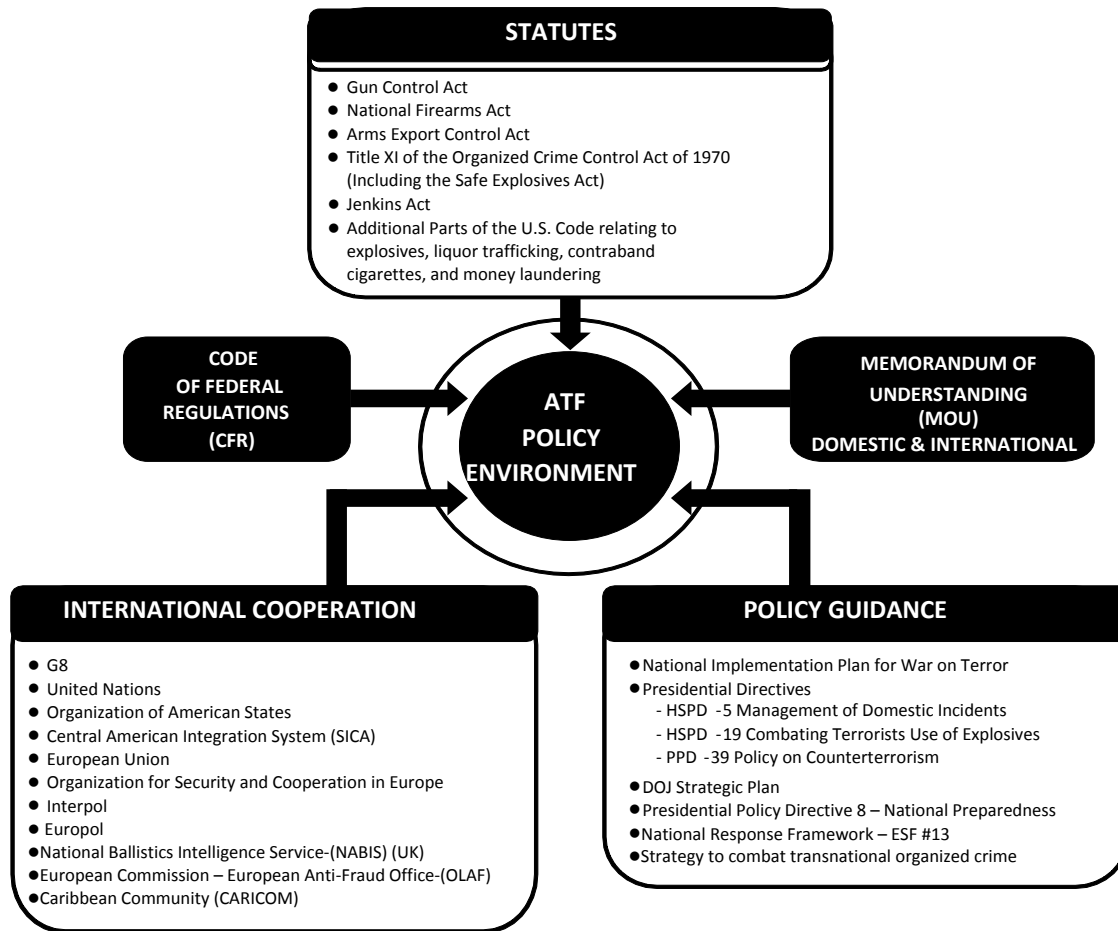 STATUTES
● Gun Control Act
● National Firearms Act
● Arms Export Control Act
● Title XI of the Organized Crime Control Act of 1970
(Including the Safe Explosives Act)
● Jenkins Act
● Additional Parts of the U.S. Code relating to
explosives, liquor trafficking, contraband
cigarettes, and money laundering
CODE
OF FEDERAL
REGULATIONS
(CFR)
ATF
POLICY
ENVIRONMENT
MEMORANDUM OF
UNDERSTANDING
(MOU)
DOMESTIC & INTERNATIONAL
INTERNATIONAL COOPERATION
● G8
● United Nations
● Organization of American States
● Central American Integration System (SICA)
● European Union
● Organization for Security and Cooperation in Europe
● Interpol
● Europol
●National Ballistics Intelligence Service-(NABIS) (UK)
●European Commission – European Anti-Fraud Office-(OLAF)
●Caribbean Community (CARICOM)
POLICY GUIDANCE
●National Implementation Plan for War on Terror
●Presidential Directives
- HSPD -5 Management of Domestic Incidents
- HSPD -19 Combating Terrorists Use of Explosives
- PPD -39 Policy on Counterterrorism
●DOJ Strategic Plan
●Presidential Policy Directive 8 – National Preparedness
●National Response Framework – ESF #13
●Strategy to combat transnational organized crime